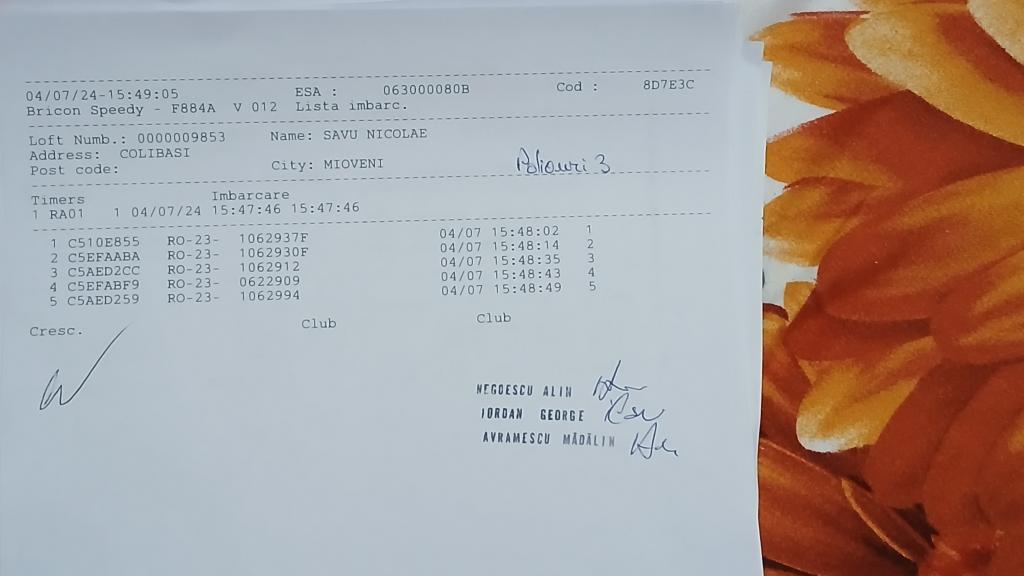 04/07/24-15:49:05 ESA : 063000080B Cod : 8D7E3C
Bricon Speedy - F884A V 012 Lista imbarc.
Loft Numb.: 0000009853 Name: SAVU NICOLAE
Address: COLIBASI
Post code: City: MIOVENI
Timers Imbarcare
1 RA01 1 04/07/24 15:47:46 15:47:46
1 C510E855 RO-23- 1062937F 04/07 15:48:02 1
2 C5EFAABA RO-23- 1062930F 04/07 15:48:14 2
3 C5AED2CC RO-23- 1062912 04/07 15:48:35 3
4 C5EFABF9 RO-23- 0622909 04/07 15:48:43 4
5 C5AED259 RO-23- 1062994 04/07 15:48:49 5
Cresc. Club Club
NEGOESCU ALIN
IORDAN GEORGE
AVRAMESCU MĂDĂLIN